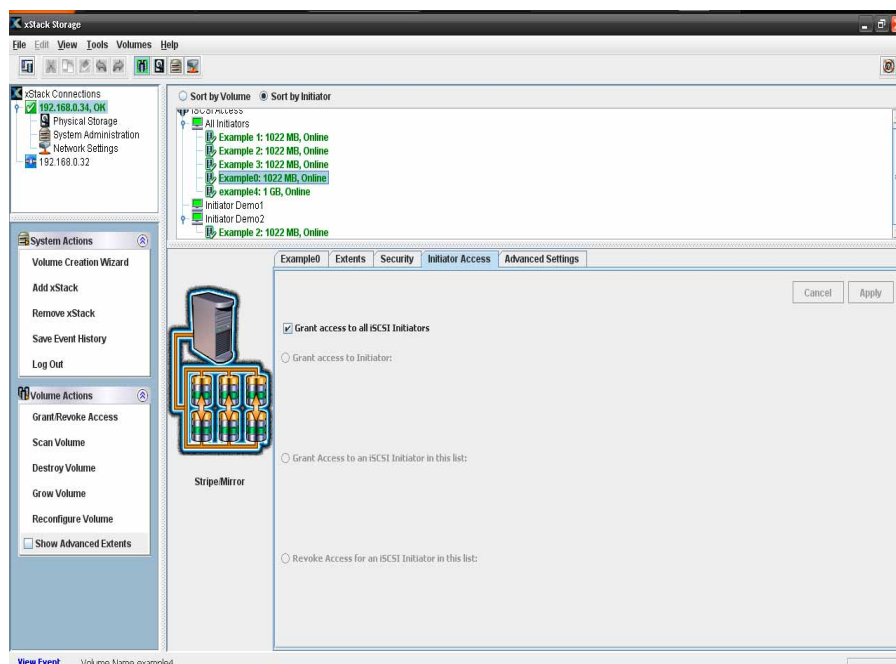 xStack Storage
File Edit View Tools Volumes Help
xStack Connections
192.168.0.34, OK
Physical Storage
System Administration
Network Settings
192.168.0.32
Sort by Volume Sort by Initiator
iSCSI Access
All Initiators
Example 1: 1022 MB, Online
Example 2: 1022 MB, Online
Example 3: 1022 MB, Online
Example0: 1022 MB, Online
example4: 1 GB, Online
Initiator Demo1
Initiator Demo2
Example 2: 1022 MB, Online
System Actions
Volume Creation Wizard
Add xStack
Remove xStack
Save Event History
Log Out
Volume Actions
Grant/Revoke Access
Scan Volume
Destroy Volume
Grow Volume
Reconfigure Volume
Show Advanced Extents
Stripe/Mirror
Example0 Extents Security Initiator Access Advanced Settings
Cancel Apply
Grant access to all iSCSI Initiators
Grant access to Initiator:
Grant Access to an iSCSI Initiator in this list:
Revoke Access for an iSCSI Initiator in this list:
View Event Volume Name example4